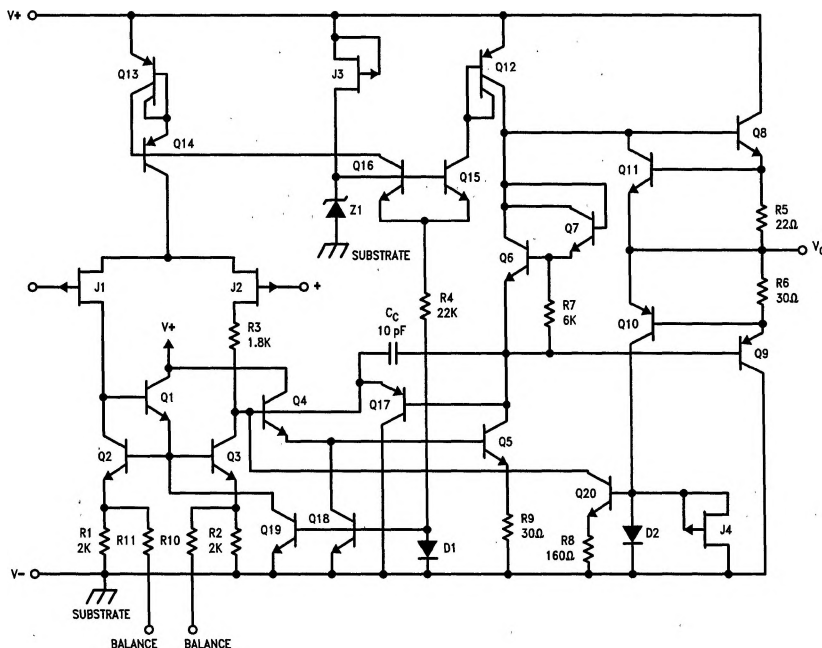 V+
Q13
J3
Q12
Q14
Q8
Q16
Q15
Q11
Z1
SUBSTRATE
Q7
R5
22Ω
Q6
V
J1
J2
+
R4
22K
R7
6K
R6
30Ω
R3
1.8K
CC
10 pF
Q10
V+
Q9
Q1
Q4
Q17
Q2
Q3
Q5
Q20
R1
2K
R11
R10
R2
2K
Q19
Q18
D1
R9
30Ω
R8
160Ω
D2
J4
V-
SUBSTRATE
BALANCE
BALANCE